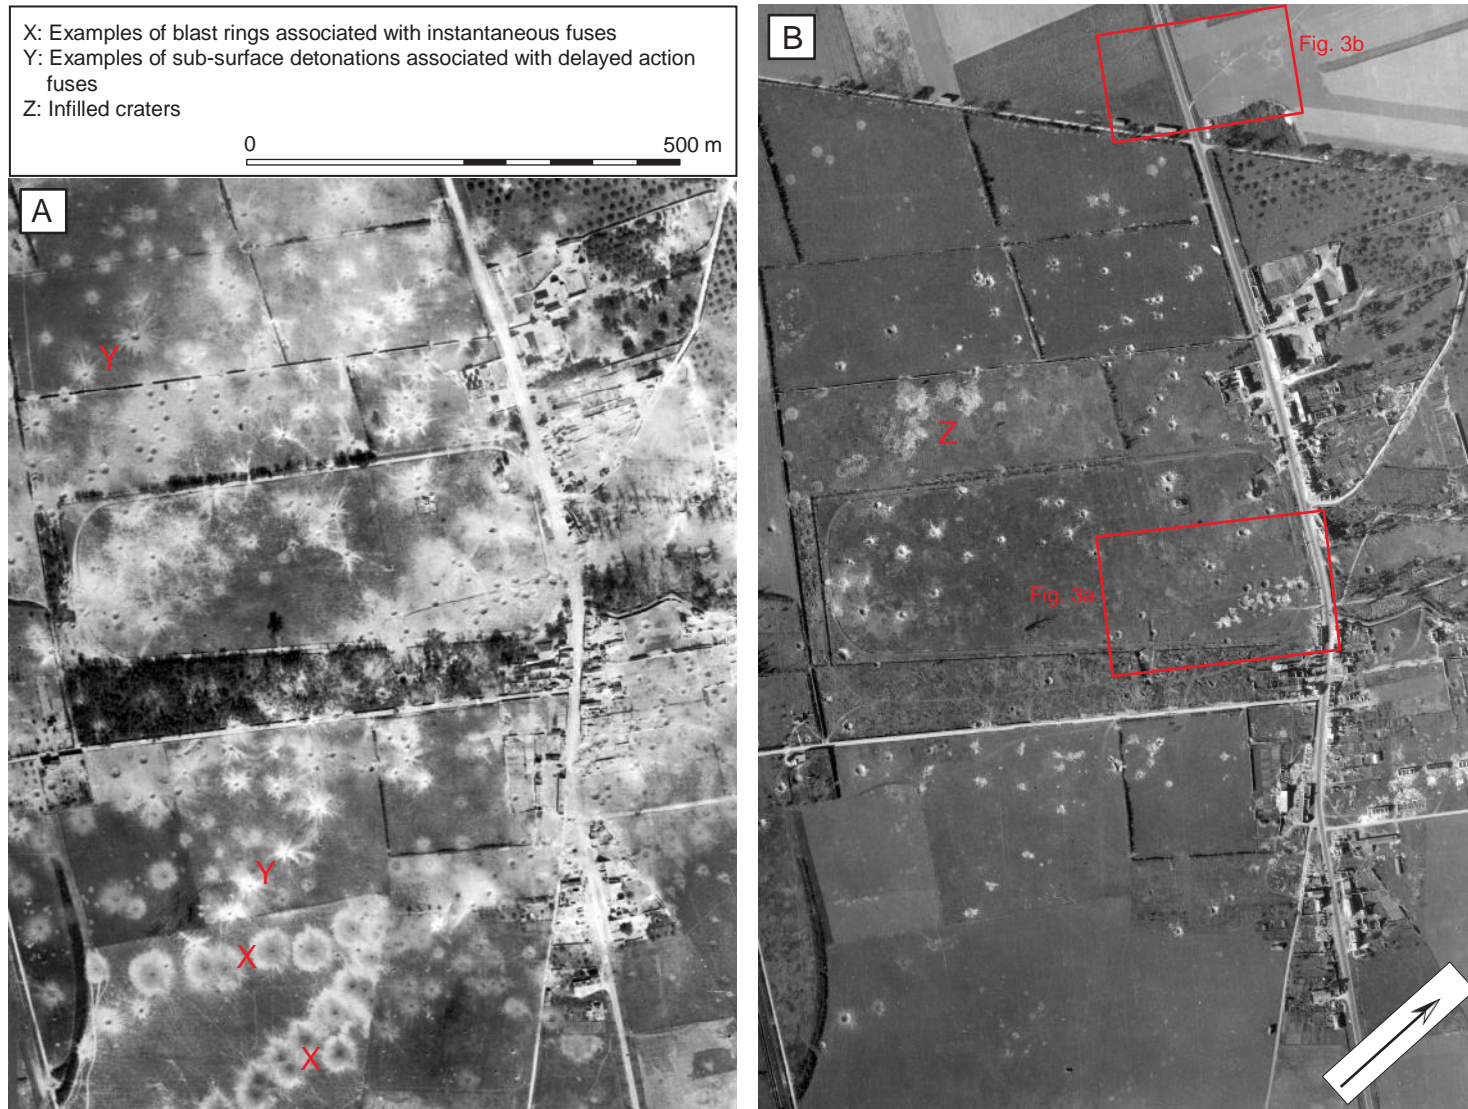 X: Examples of blast rings associated with instantaneous fuses
Y: Examples of sub-surface detonations associated with delayed action
fuses
Z: Infilled craters
0 500 m
A
Y
Y
X
X
B
Fig. 3b
Z
Fig. 3a